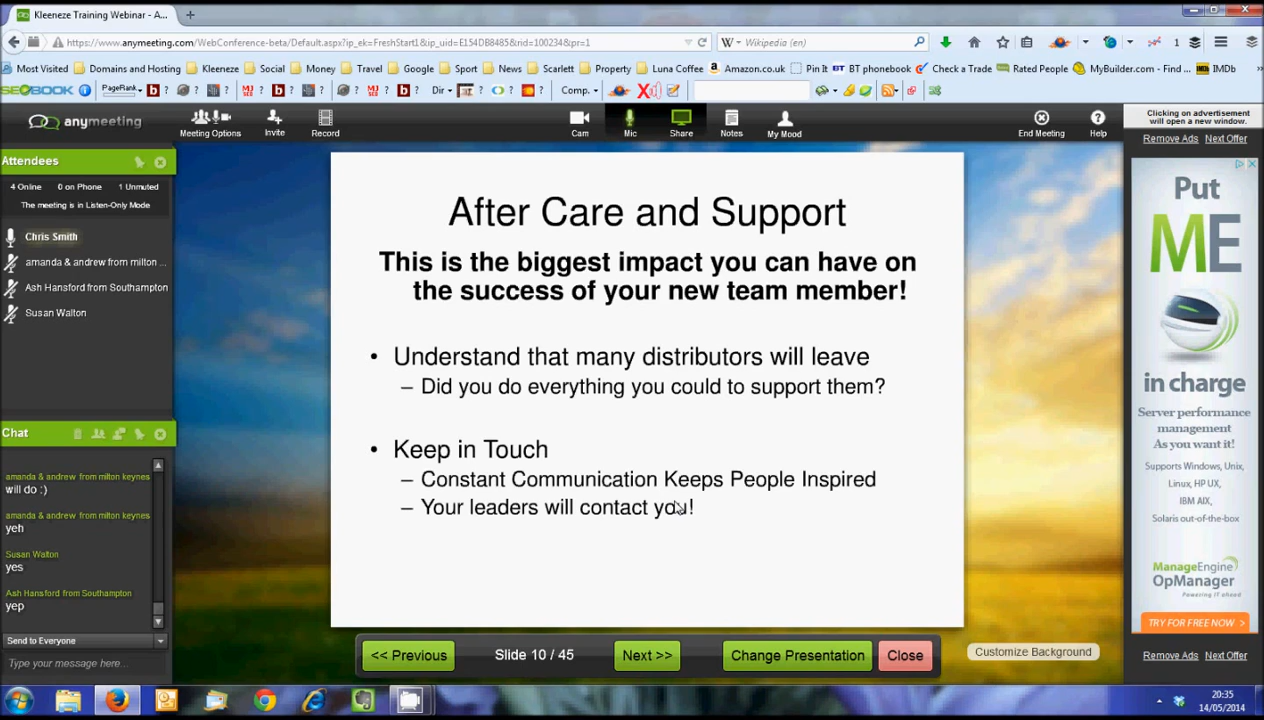 Kleeneze Training Webinar - A...
https://www.anymeeting.com/WebConference-beta/Default.aspx?ip_ek=FreshStart1&ip_uid=E154DB8485&rid=100234&pr=1
Wikipedia (en)
1
Most Visited Domains and Hosting Kleeneze Social Money Travel Google Sport News Scarlett Property Luna Coffee Amazon.co.uk Pin It BT phonebook Check a Trade Rated People MyBuilder.com - Find ... IMDb
SEOBOOK PageRank Dir Comp.
anymeeting
Meeting Options Invite Record Cam Mic Share Notes My Mood End Meeting Help
Clicking on advertisement
will open a new window.
Remove Ads Next Offer
Attendees
4 Online 0 on Phone 1 Unmuted
The meeting is in Listen-Only Mode
Chris Smith
amanda & andrew from milton ...
Ash Hansford from Southampton
Susan Walton
Chat
amanda & andrew from milton keynes
will do :)
amanda & andrew from milton keynes
yeh
Susan Walton
yes
Ash Hansford from Southampton
yep
Send to Everyone
Type your message here...
After Care and Support
This is the biggest impact you can have on
the success of your new team member!
• Understand that many distributors will leave
– Did you do everything you could to support them?
• Keep in Touch
– Constant Communication Keeps People Inspired
– Your leaders will contact you!
<< Previous Slide 10 / 45 Next >> Change Presentation Close
Customize Background
Put
ME
in charge
Server performance
management
As you want it!
Supports Windows, Unix,
Linux, HP UX,
IBM AIX,
Solaris out-of-the-box
ManageEngine
OpManager
Powering IT ahead
TRY FOR FREE NOW >
Remove Ads Next Offer
20:35
14/05/2014